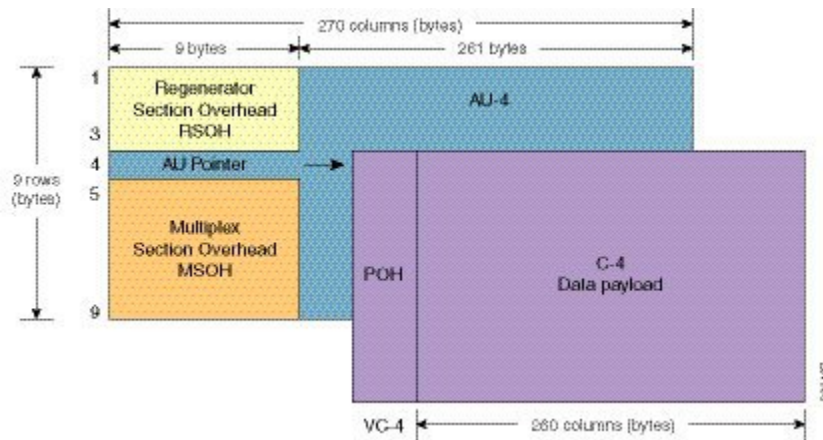 270 columns (bytes)
9 bytes
261 bytes
1
Regenerator
Section Overhead
RSOH
AU-4
3
4
AU Pointer
9 rows
(bytes)
5
Multiplex
Section Overhead
MSOH
POH
C-4
Data payload
9
VC-4
260 columns (bytes)